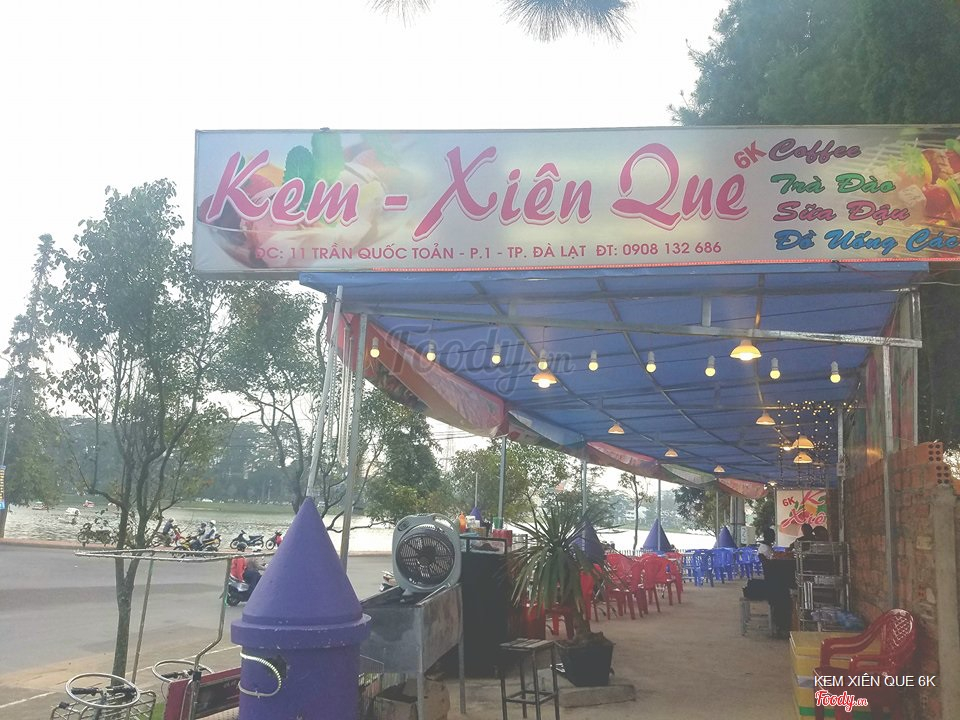 Kem - Xiên Que 6K
ĐC: 11 TRẦN QUỐC TOẢN - P.1 - TP. ĐÀ LẠT ĐT: 0908 132 686
Coffee
Trà Đào
Sữa Đậu
Đồ Uống Các
Foody.vn
6K
KEM XIÊN QUE 6K
Foody.vn